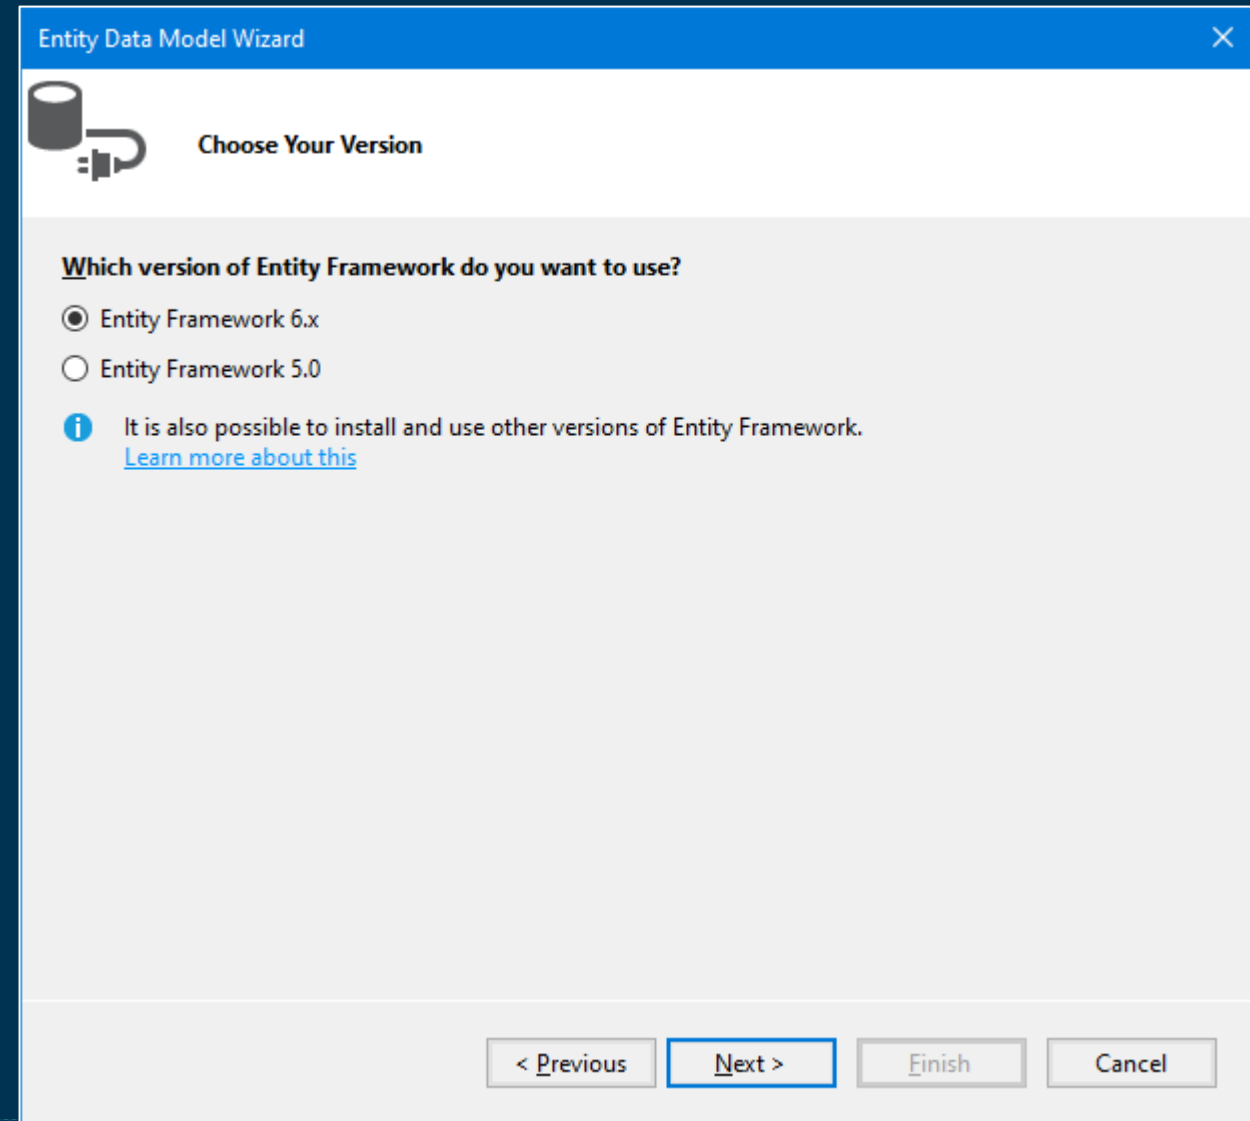 Entity Data Model Wizard
Choose Your Version
Which version of Entity Framework do you want to use?
Entity Framework 6.x
Entity Framework 5.0
It is also possible to install and use other versions of Entity Framework.
Learn more about this
< Previous
Next >
Finish
Cancel